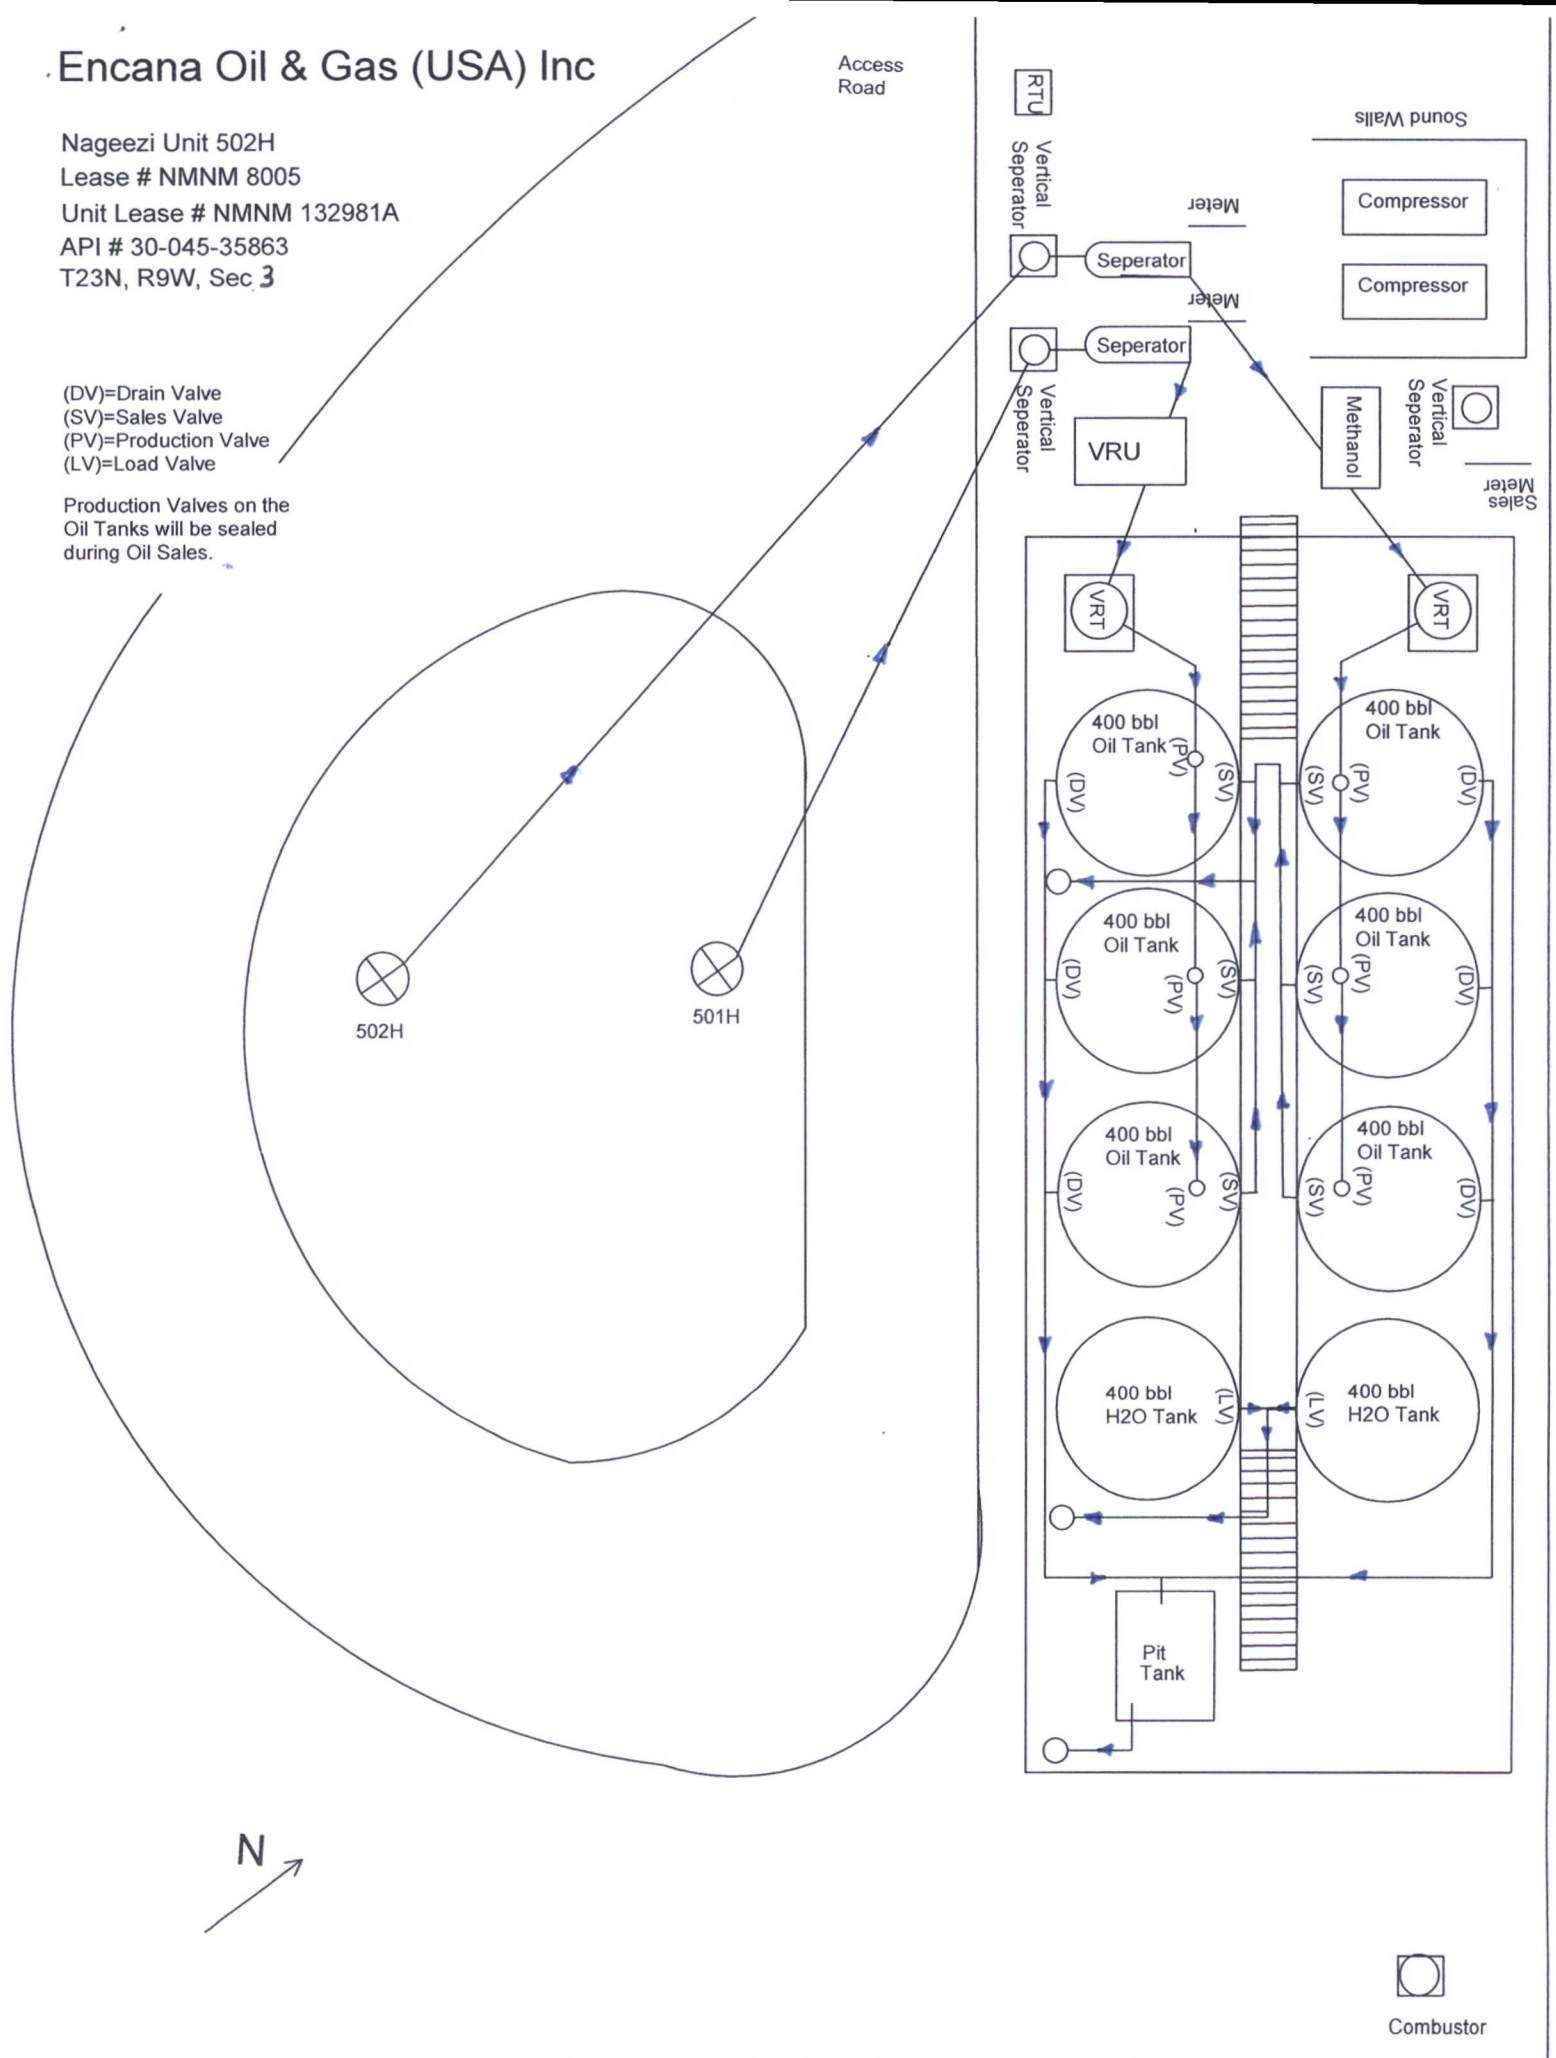 Encana Oil & Gas (USA) Inc
Nageezi Unit 502H
Lease # NMNM 8005
Unit Lease # NMNM 132981A
API # 30-045-35863
T23N, R9W, Sec 3
(DV)=Drain Valve
(SV)=Sales Valve
(PV)=Production Valve
(LV)=Load Valve
Production Valves on the
Oil Tanks will be sealed
during Oil Sales.
Access
Road
RTU
Sound Walls
Vertical
Seperator
Meter
Compressor
Seperator
Compressor
Meter
Seperator
Vertical
Seperator
VRU
Methanol
Vertical
Seperator
Sales
Meter
VRT
VRT
400 bbl
Oil Tank
(PV)
(DV)
(SV)
400 bbl
Oil Tank
(SV)
(PV)
(DV)
400 bbl
Oil Tank
(DV)
(PV)
(SV)
400 bbl
Oil Tank
(SV)
(PV)
(DV)
502H
501H
400 bbl
Oil Tank
(DV)
(PV)
(SV)
400 bbl
Oil Tank
(SV)
(PV)
(DV)
400 bbl
H2O Tank
(LV)
(LV)
400 bbl
H2O Tank
Pit
Tank
N
Combustor